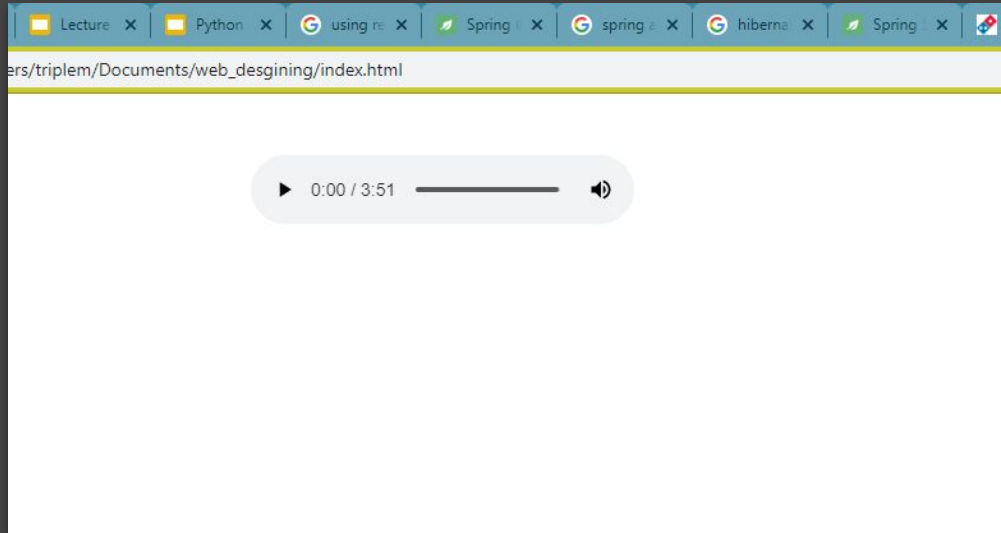 Lecture Python using re Spring spring a hiberna Spring
ers/triplem/Documents/web_desgining/index.html
0:00 / 3:51